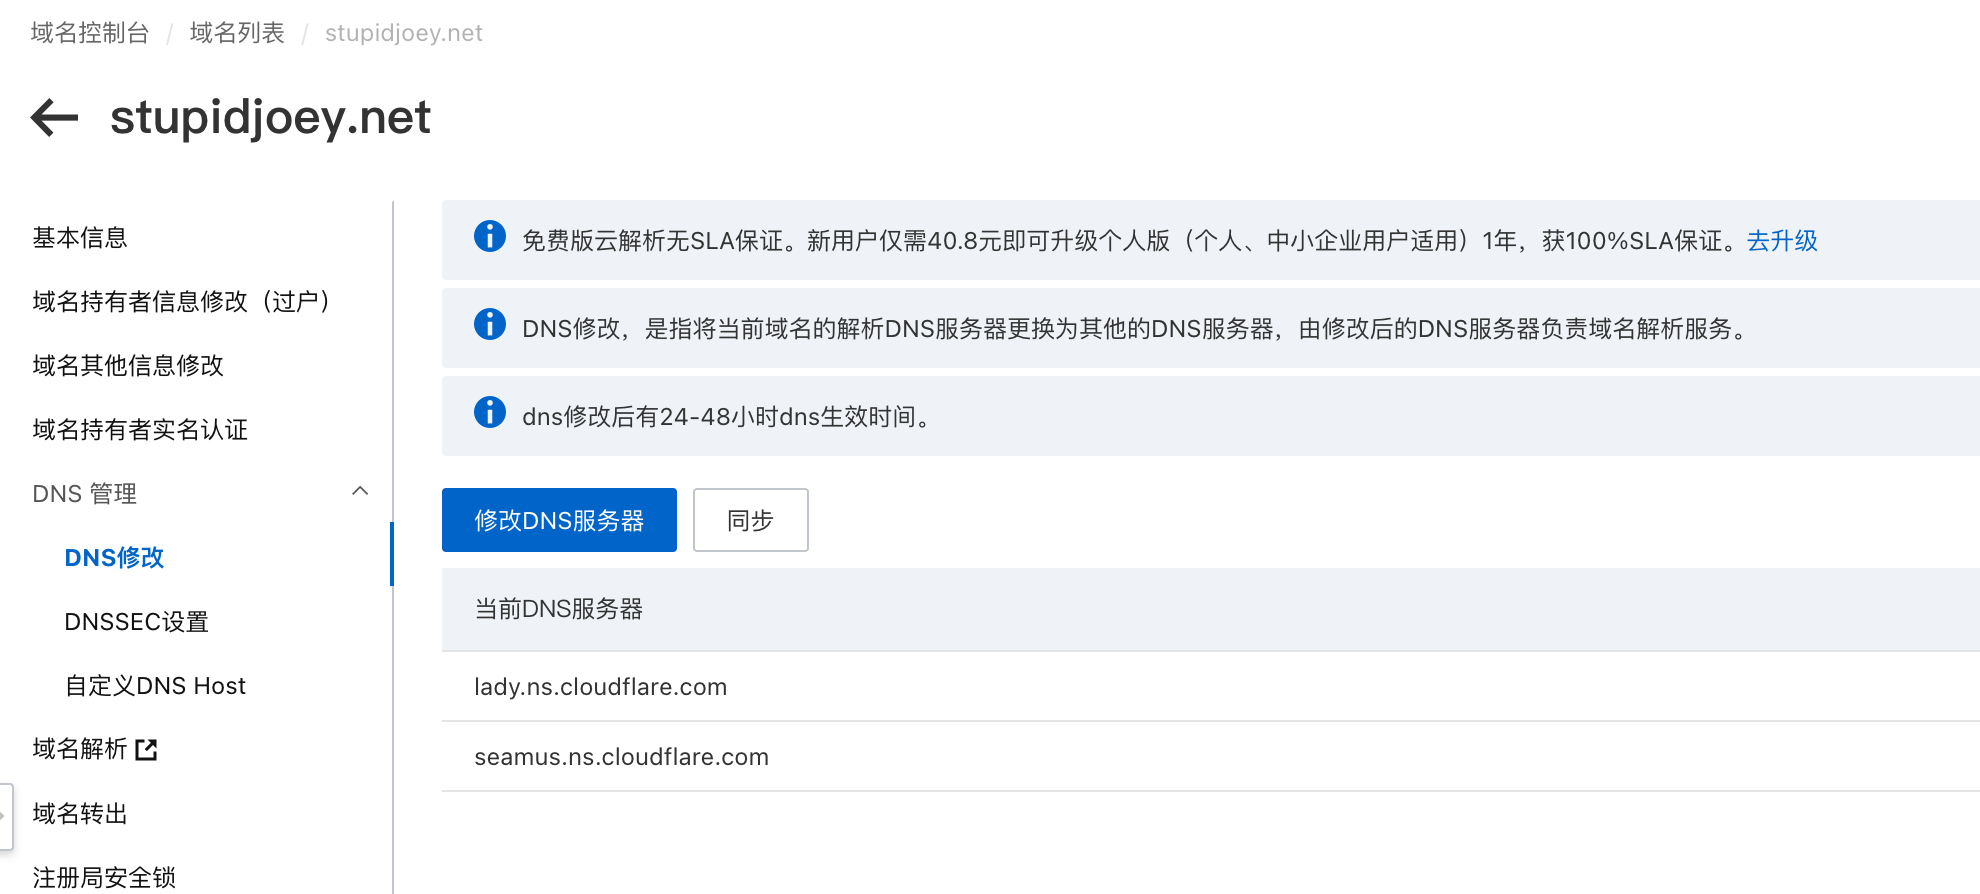 域名控制台 / 域名列表 / stupidjoey.net
stupidjoey.net
基本信息
域名持有者信息修改（过户）
域名其他信息修改
域名持有者实名认证
DNS 管理
DNS修改
DNSSEC设置
自定义DNS Host
域名解析
域名转出
注册局安全锁
免费版云解析无SLA保证。新用户仅需40.8元即可升级个人版（个人、中小企业用户适用）1年，获100%SLA保证。去升级
DNS修改，是指将当前域名的解析DNS服务器更换为其他的DNS服务器，由修改后的DNS服务器负责域名解析服务。
dns修改后有24-48小时dns生效时间。
修改DNS服务器 同步
当前DNS服务器
lady.ns.cloudflare.com
seamus.ns.cloudflare.com